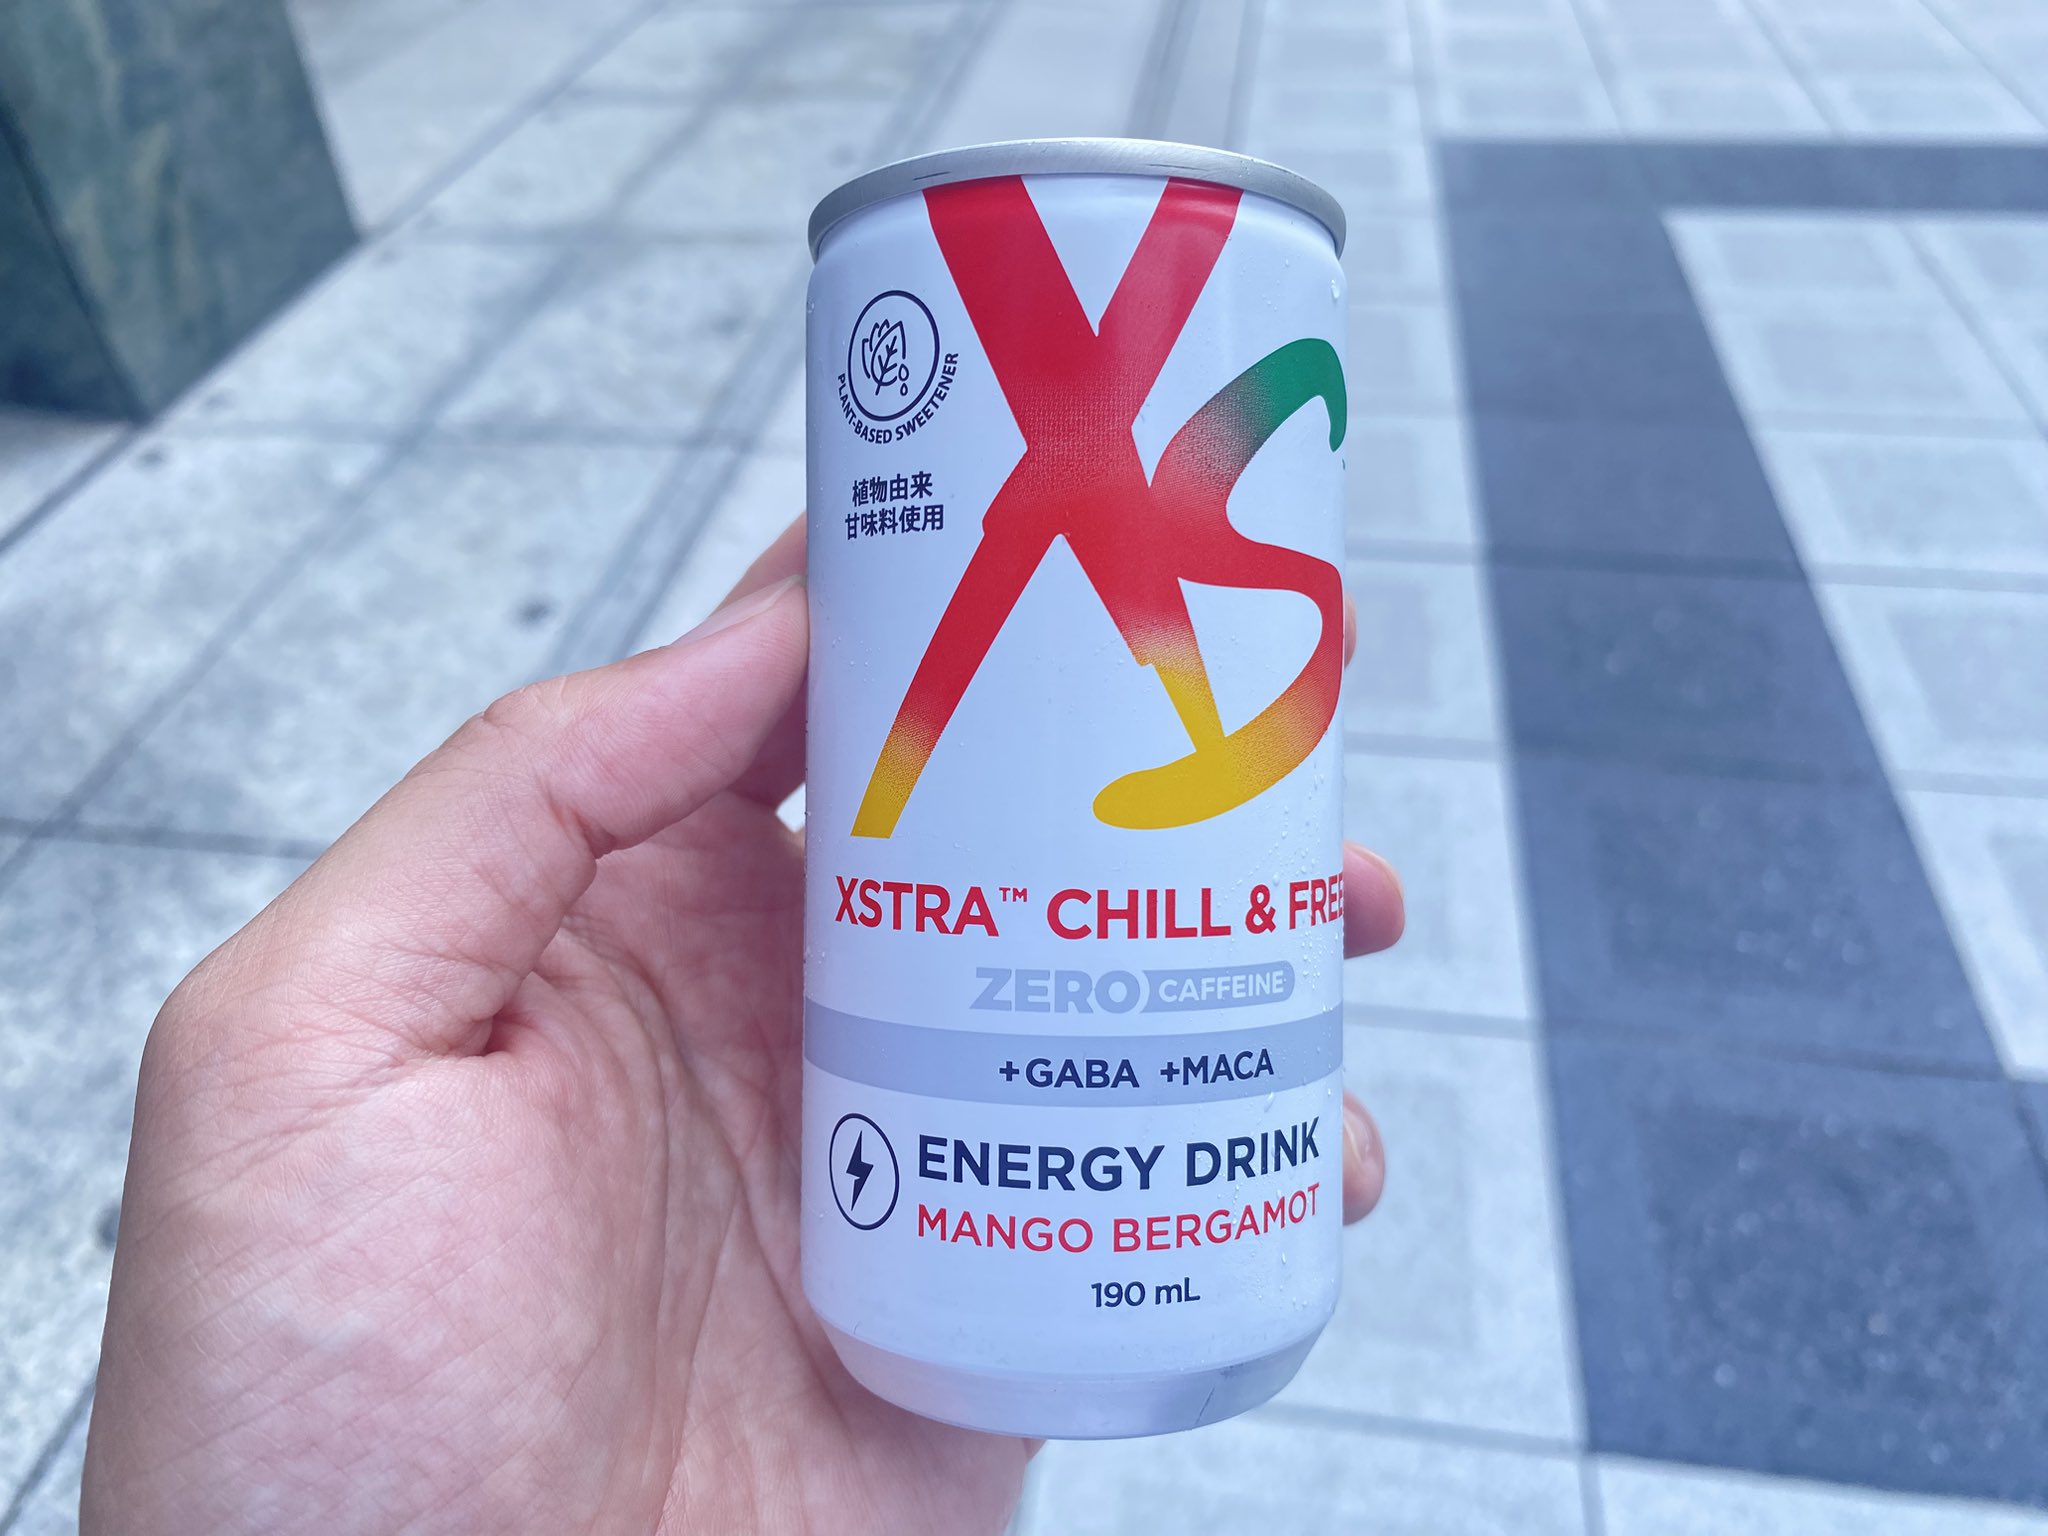 XS
PLANT-BASED SWEETENER
植物由来
甘味料使用
XSTRA™ CHILL & FREE
ZERO CAFFEINE
+GABA +MACA
ENERGY DRINK
MANGO BERGAMOT
190 mL